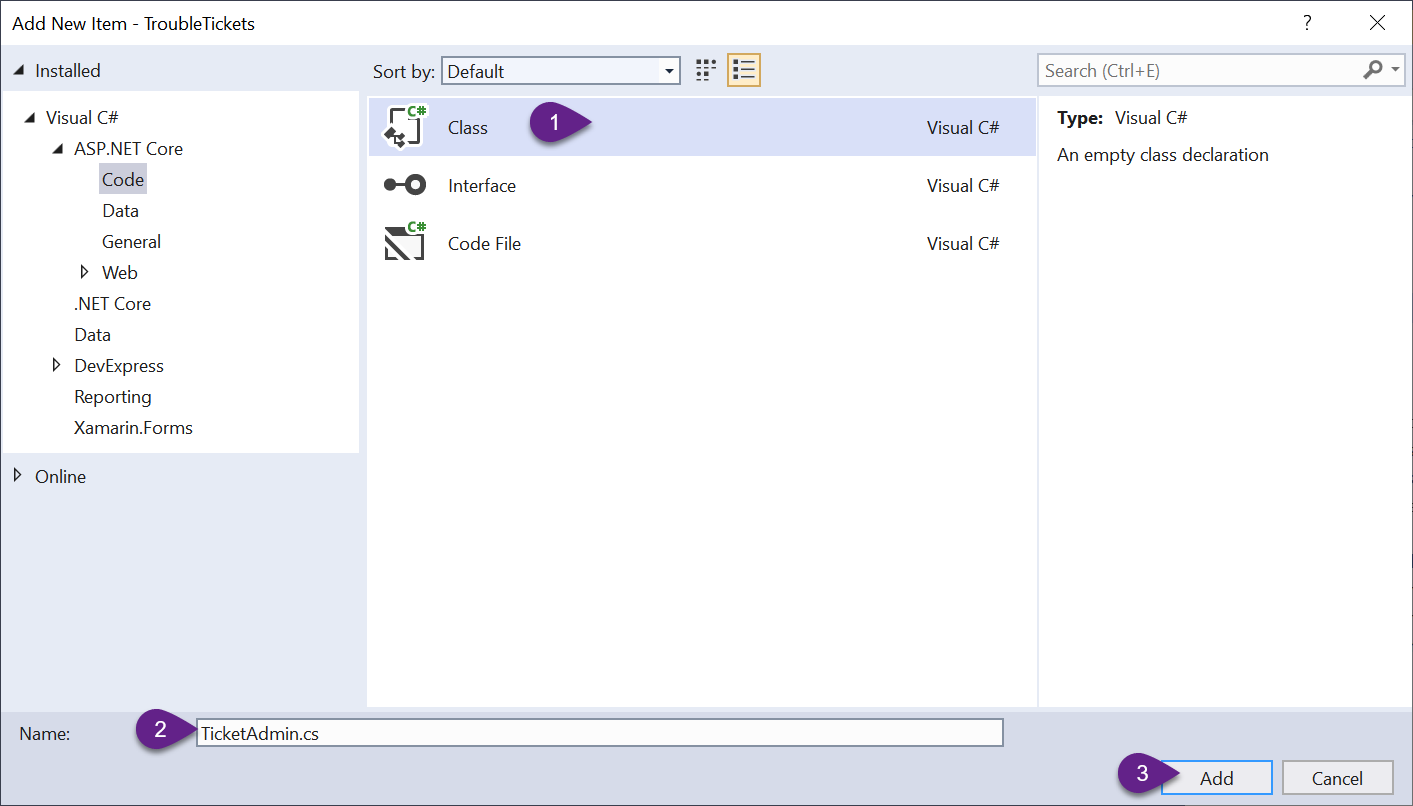 Add New Item - TroubleTickets
?
Installed
Sort by: Default
Search (Ctrl+E)
Visual C#
ASP.NET Core
Code
Data
General
Web
.NET Core
Data
DevExpress
Reporting
Xamarin.Forms
Online
C# Class 1 Visual C#
Interface Visual C#
C# Code File Visual C#
Type: Visual C#
An empty class declaration
Name: 2 TicketAdmin.cs
3 Add Cancel